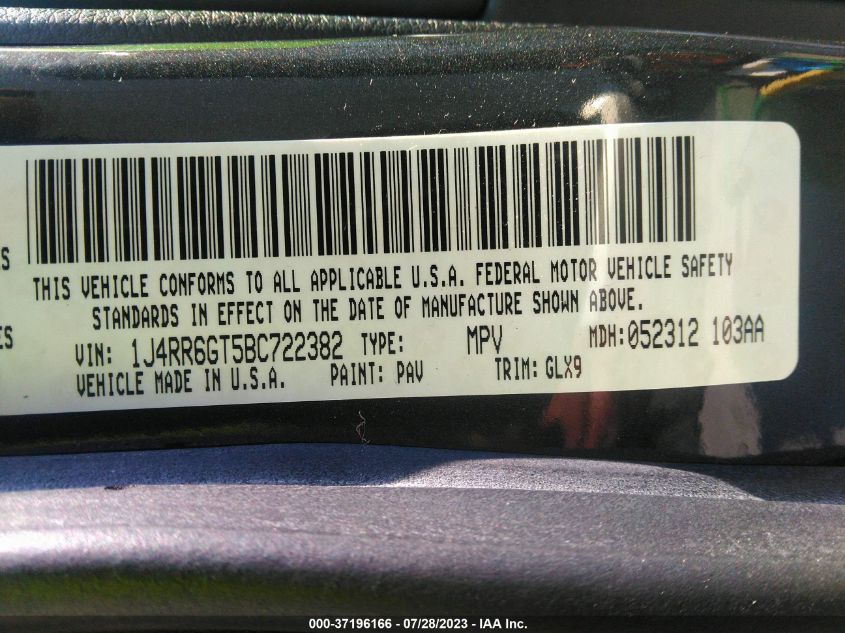 S
THIS VEHICLE CONFORMS TO ALL APPLICABLE U.S.A. FEDERAL MOTOR VEHICLE SAFETY
STANDARDS IN EFFECT ON THE DATE OF MANUFACTURE SHOWN ABOVE.
ES
VIN: 1J4RR6GT5BC722382 TYPE: MPV MDH: 052312 103AA
VEHICLE MADE IN U.S.A. PAINT: PAV TRIM: GLX9
000-37196166 - 07/28/2023 - IAA Inc.